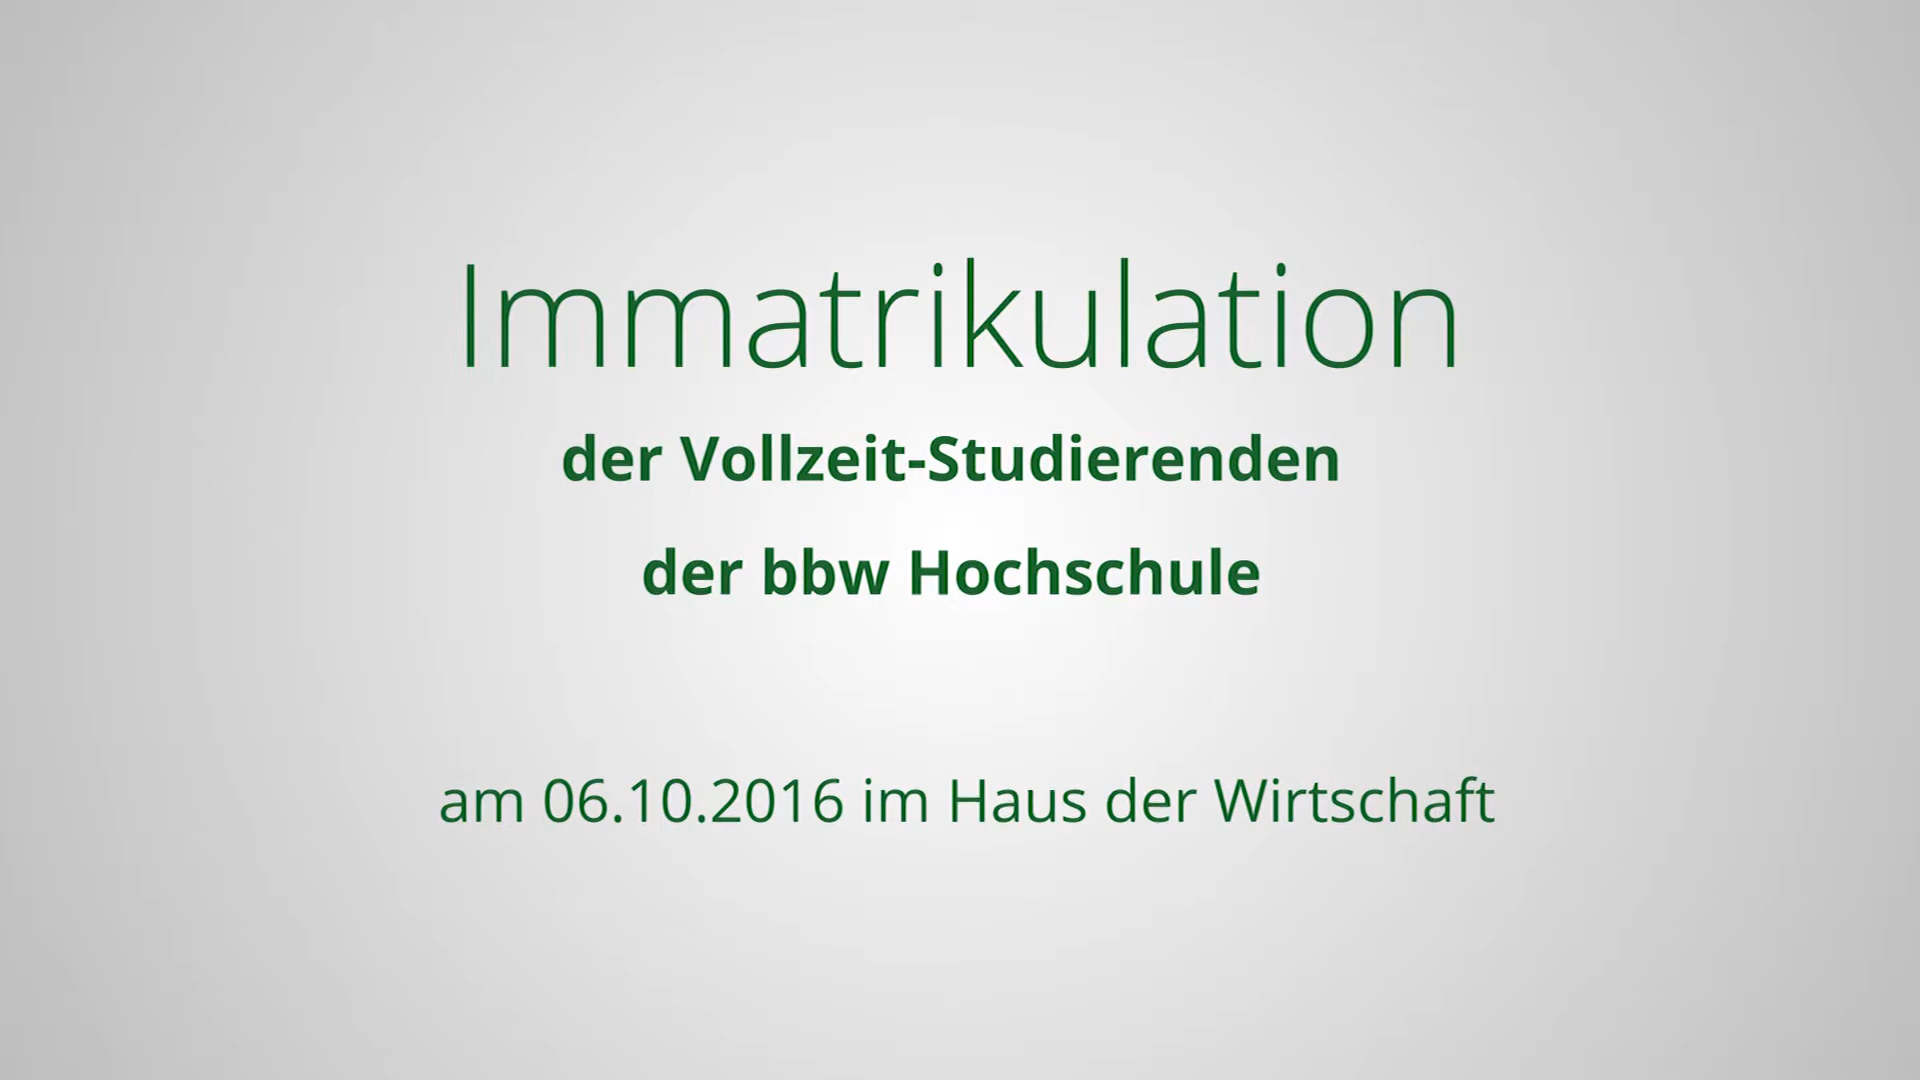 Immatrikulation
der Vollzeit-Studierenden
der bbw Hochschule
am 06.10.2016 im Haus der Wirtschaft